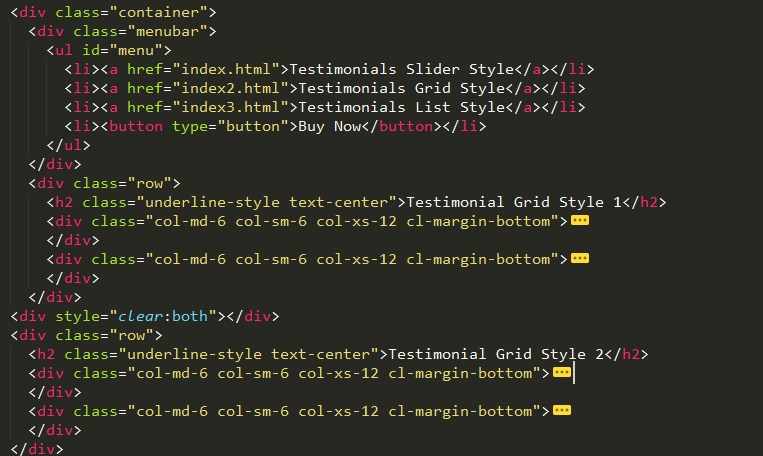 <div class="container">
<div class="menubar">
<ul id="menu">
<li><a href="index.html">Testimonials Slider Style</a></li>
<li><a href="index2.html">Testimonials Grid Style</a></li>
<li><a href="index3.html">Testimonials List Style</a></li>
<li><button type="button">Buy Now</button></li>
</ul>
</div>
<div class="row">
<h2 class="underline-style text-center">Testimonial Grid Style 1</h2>
<div class="col-md-6 col-sm-6 col-xs-12 cl-margin-bottom">
</div>
<div class="col-md-6 col-sm-6 col-xs-12 cl-margin-bottom">
</div>
</div>
<div style="clear:both"></div>
<div class="row">
<h2 class="underline-style text-center">Testimonial Grid Style 2</h2>
<div class="col-md-6 col-sm-6 col-xs-12 cl-margin-bottom">
</div>
<div class="col-md-6 col-sm-6 col-xs-12 cl-margin-bottom">
</div>
</div>